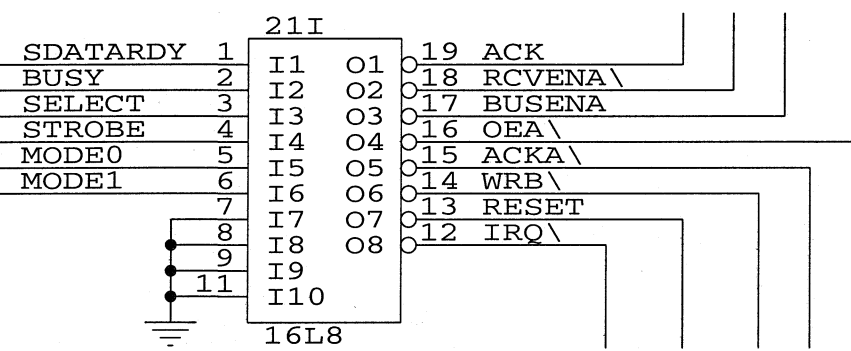 21I
SDATARDY 1 I1 O1 19 ACK
BUSY 2 I2 O2 18 RCVENA\
SELECT 3 I3 O3 17 BUSENA
STROBE 4 I4 O4 16 OEA\
MODE0 5 I5 O5 15 ACKA\
MODE1 6 I6 O6 14 WRB\
7 I7 O7 13 RESET
8 I8 O8 12 IRQ\
9 I9
11 I10
16L8